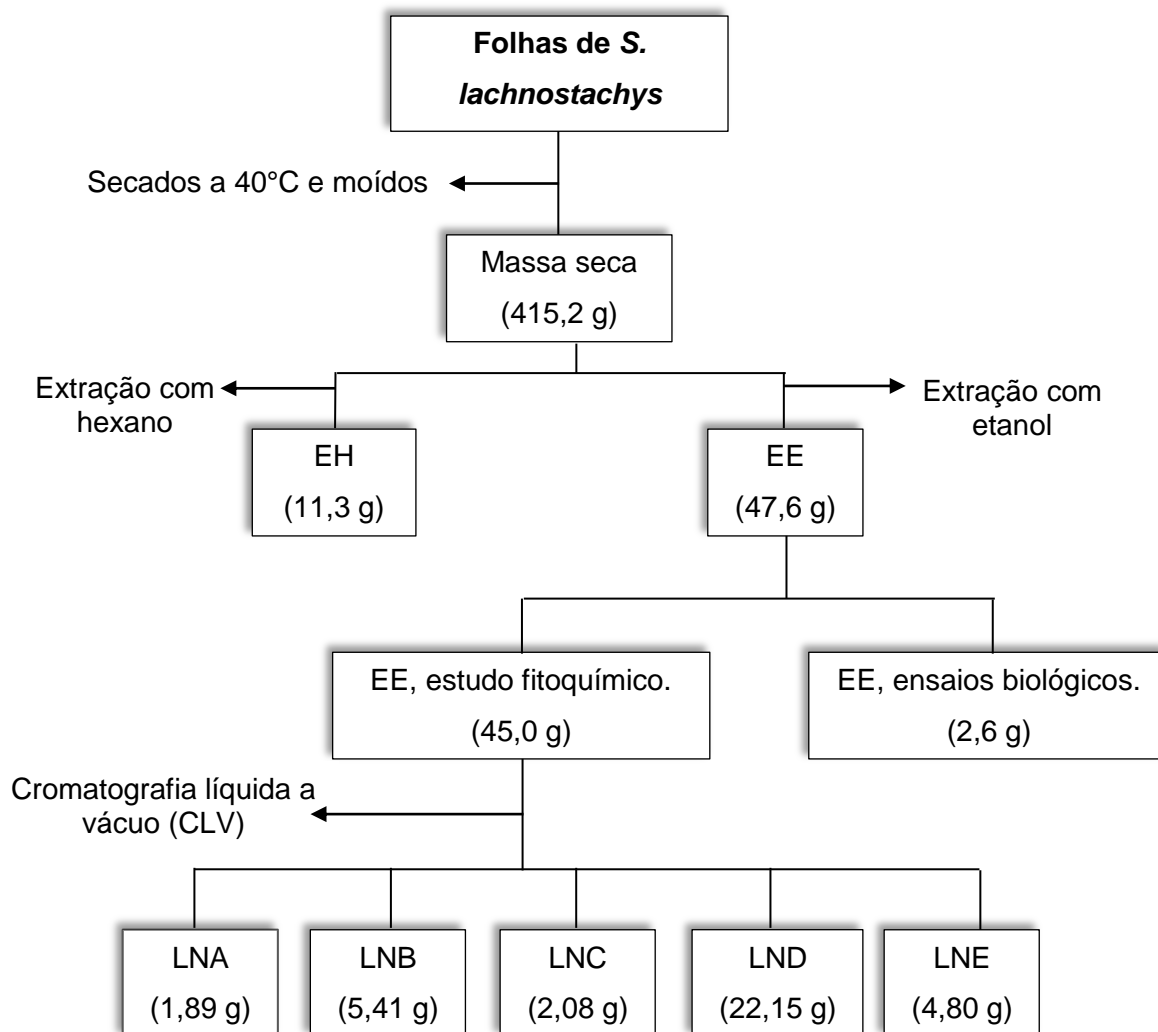 Folhas de S.
lachnostachys
Secados a 40°C e moídos
Massa seca
(415,2 g)
Extração com
hexano
Extração com
etanol
EH
(11,3 g)
EE
(47,6 g)
EE, estudo fitoquímico.
(45,0 g)
EE, ensaios biológicos.
(2,6 g)
Cromatografia líquida a
vácuo (CLV)
LNA
(1,89 g)
LNB
(5,41 g)
LNC
(2,08 g)
LND
(22,15 g)
LNE
(4,80 g)